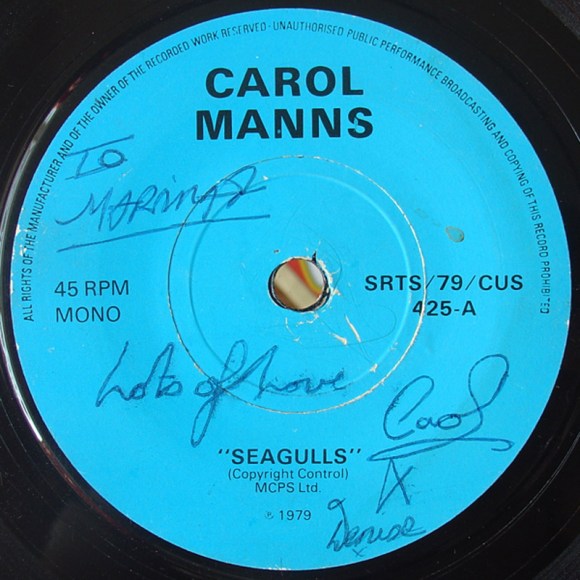 ALL RIGHTS OF THE MANUFACTURER AND OF THE OWNER OF THE RECORDED WORK RESERVED · UNAUTHORISED PUBLIC PERFORMANCE BROADCASTING AND COPYING OF THIS RECORD PROHIBITED
CAROL
MANNS
TO
MARINA
45 RPM
MONO
SRTS/79/CUS
425-A
Lots of Love
Carol
X
"SEAGULLS"
(Copyright Control)
MCPS Ltd.
℗ 1979
Denise
x